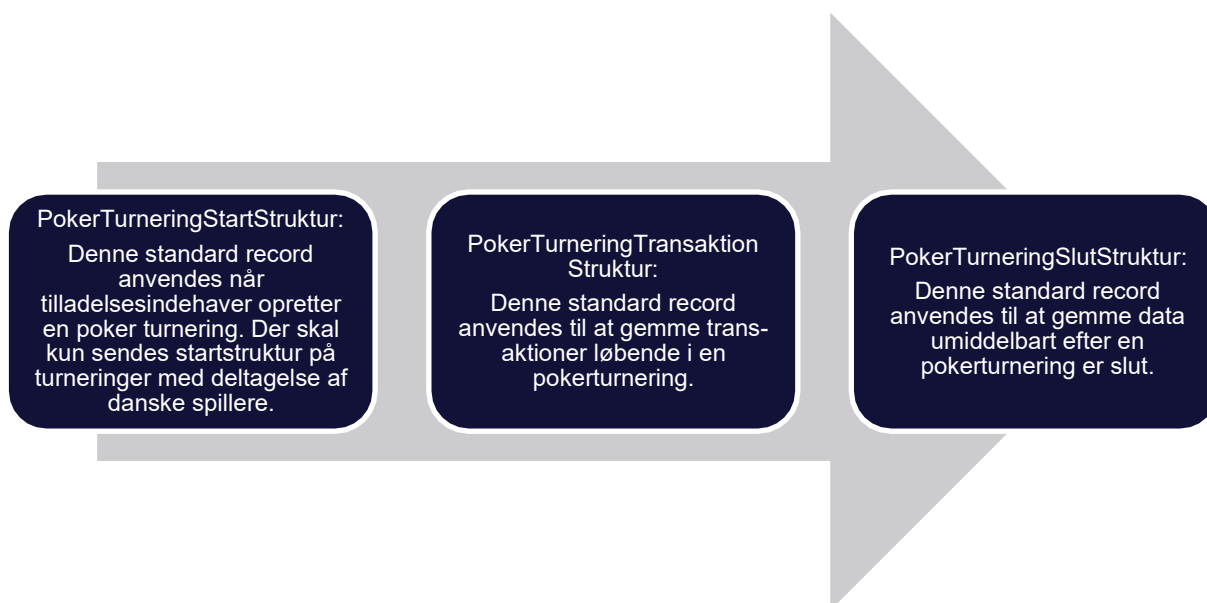 PokerTurneringStartStruktur:
Denne standard record
anvendes når
tilladelsesindehaver opretter
en poker turnering. Der skal
kun sendes startstruktur på
turneringer med deltagelse af
danske spillere.
PokerTurneringTransaktion
Struktur:
Denne standard record
anvendes til at gemme trans-
aktioner løbende i en
pokerturnering.
PokerTurneringSlutStruktur:
Denne standard record
anvendes til at gemme data
umiddelbart efter en
pokerturnering er slut.